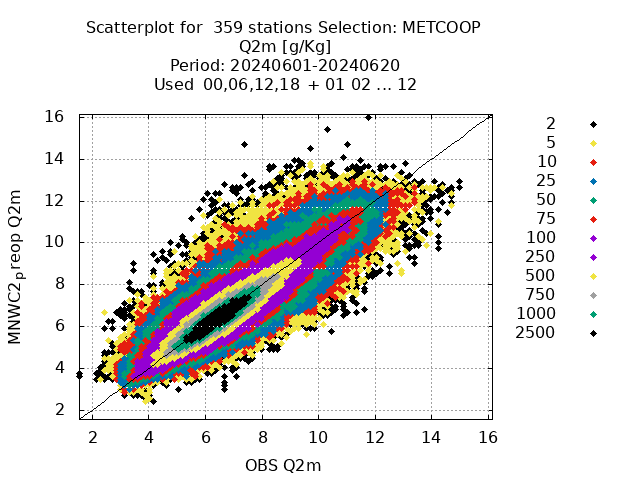 Scatterplot for  359 stations Selection: METCOOP
Q2m [g/Kg]
Period: 20240601-20240620
Used  00,06,12,18 + 01 02 ... 12
MNWC2preop Q2m
16
14
12
10
8
6
4
2
2 4 6 8 10 12 14 16
OBS Q2m
2
5
10
25
50
75
100
250
500
750
1000
2500